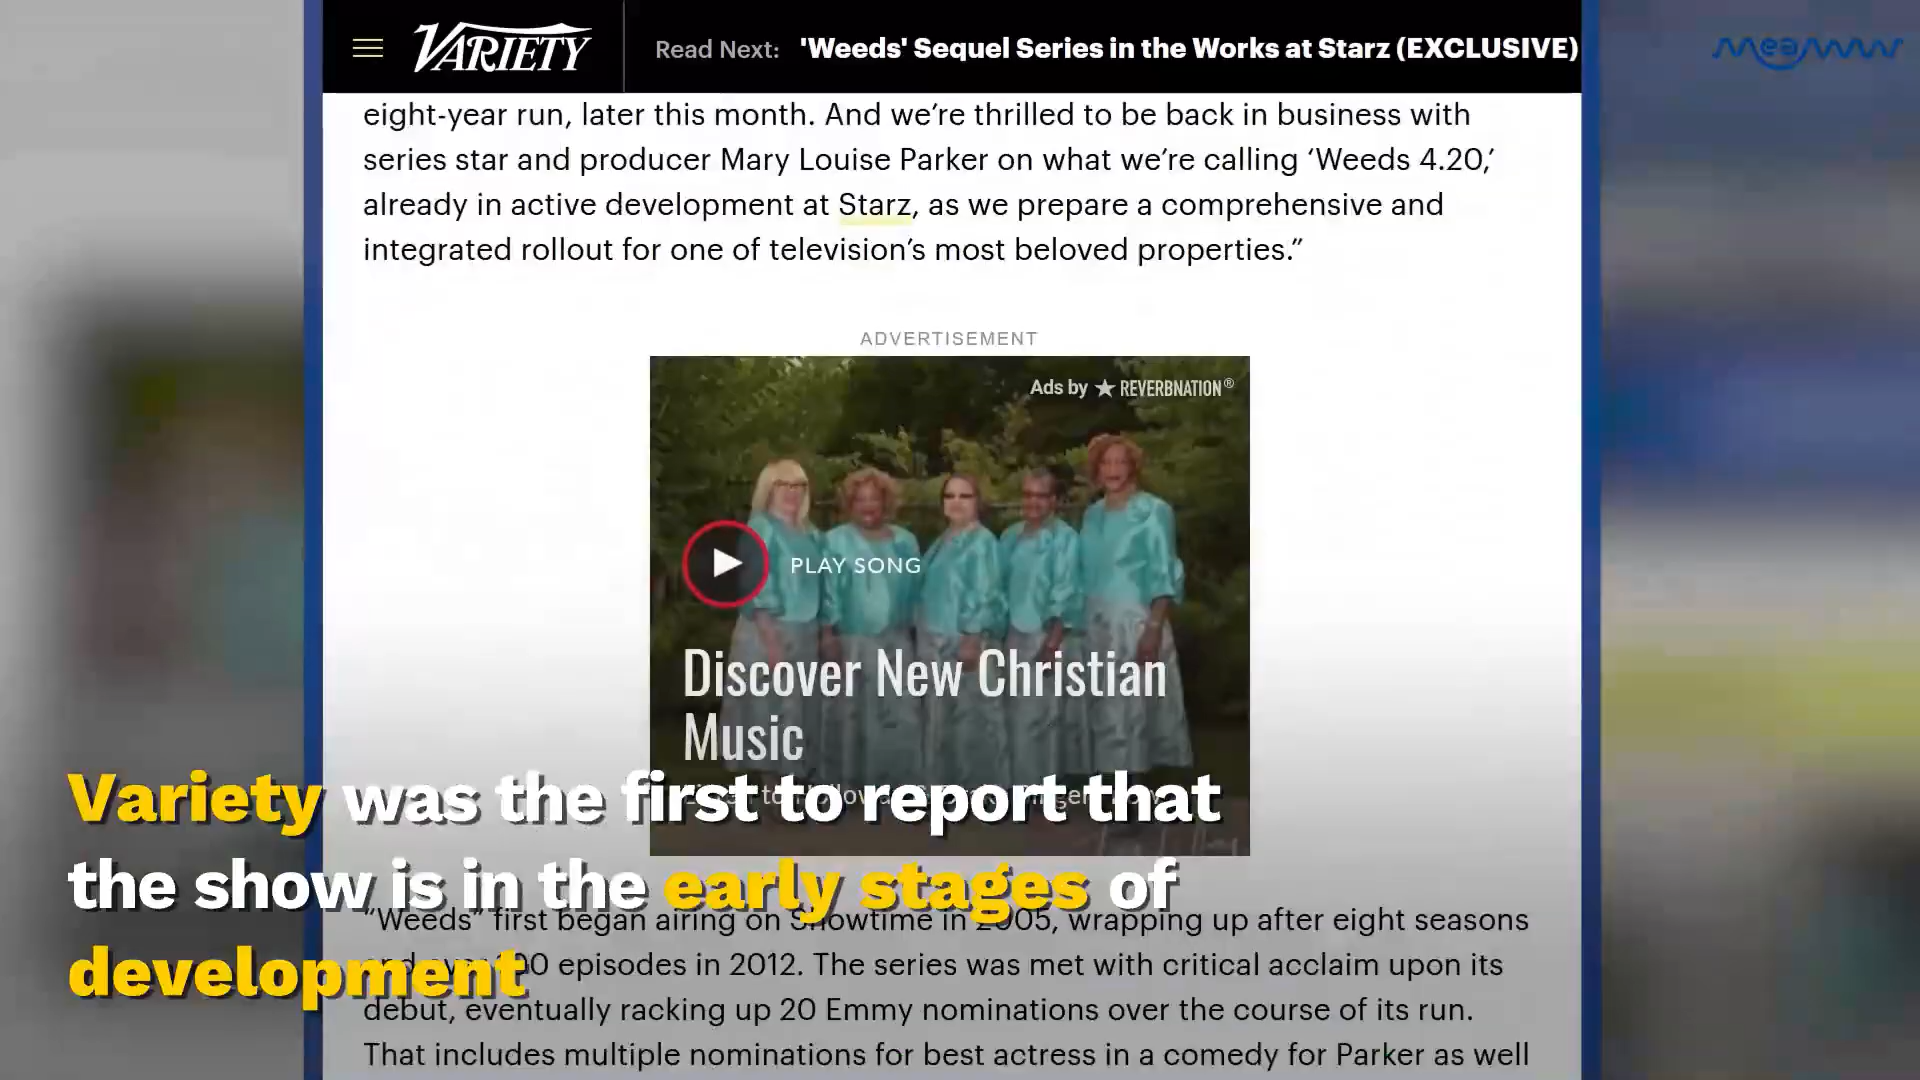 VARIETY
Read Next: 'Weeds' Sequel Series in the Works at Starz (EXCLUSIVE)
meaww
eight-year run, later this month. And we’re thrilled to be back in business with
series star and producer Mary Louise Parker on what we’re calling ‘Weeds 4.20,’
already in active development at Starz, as we prepare a comprehensive and
integrated rollout for one of television’s most beloved properties.”
ADVERTISEMENT
Ads by REVERBNATION®
PLAY SONG
Discover New Christian
Music
Variety was the first to report that
the show is in the early stages of
development
“Weeds” first began airing on Showtime in 2005, wrapping up after eight seasons
episodes in 2012. The series was met with critical acclaim upon its
debut, eventually racking up 20 Emmy nominations over the course of its run.
That includes multiple nominations for best actress in a comedy for Parker as well